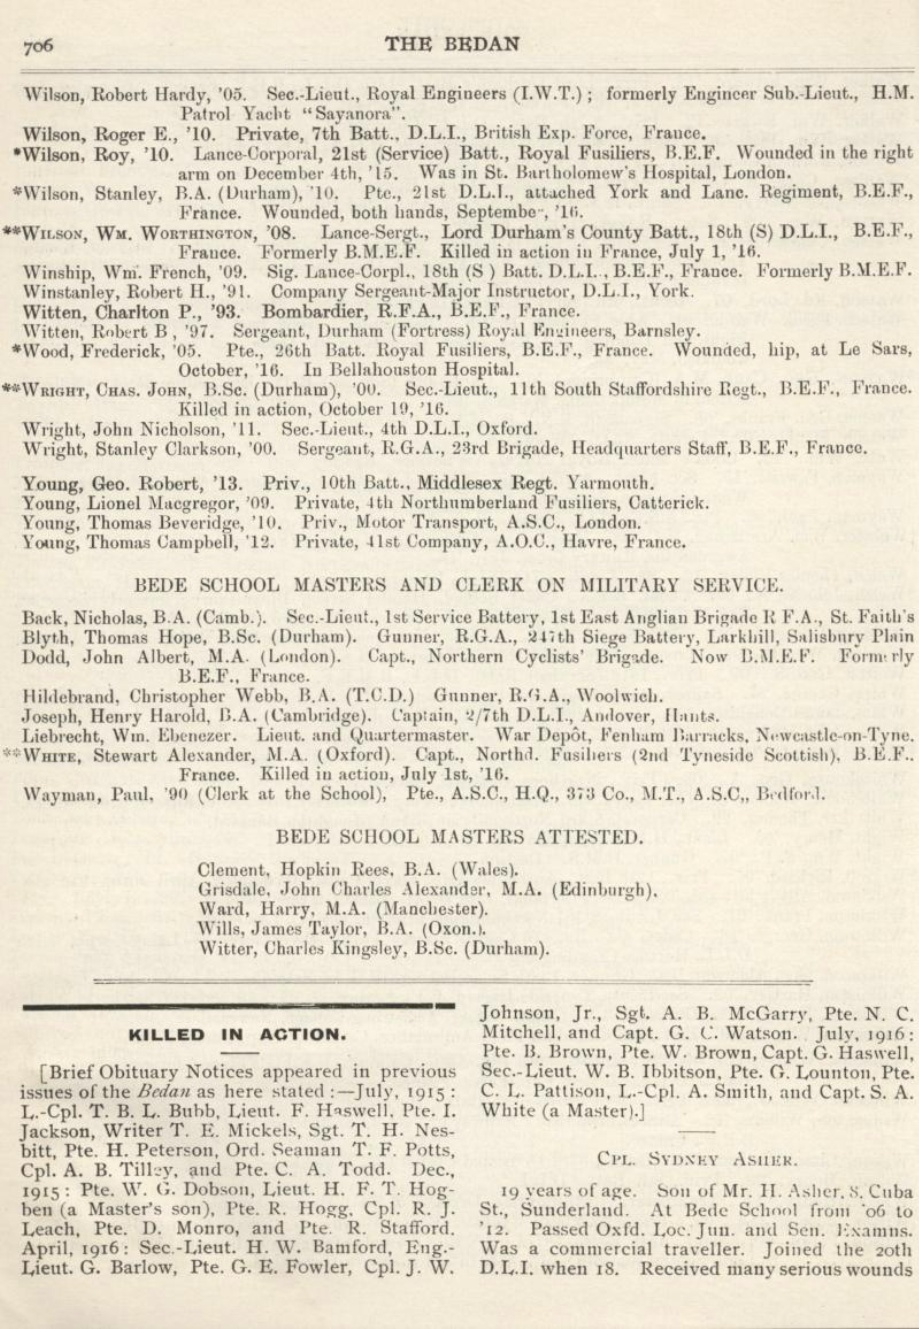 706
THE BEDAN
Wilson, Robert Hardy, '05. Sec.-Lieut., Royal Engineers (I.W.T.) ; formerly Engineer Sub.-Lieut., H.M.
Patrol Yacht "Sayanora".
Wilson, Roger E., '10. Private, 7th Batt., D.L.I., British Exp. Force, France.
*Wilson, Roy, '10. Lance-Corporal, 21st (Service) Batt., Royal Fusiliers, B.E.F. Wounded in the right
arm on December 4th, '15. Was in St. Bartholomew's Hospital, London.
*Wilson, Stanley, B.A. (Durham), '10. Ptc., 21st D.L.I., attached York and Lanc. Regiment, B.E.F.,
France. Wounded, both hands, September, '16.
**WILSON, WM. WORTHINGTON, '08. Lance-Sergt., Lord Durham's County Batt., 18th (S) D.L.I., B.E.F.,
France. Formerly B.M.E.F. Killed in action in France, July 1, '16.
Winship, Wm. French, '09. Sig. Lance-Corpl., 18th (S ) Batt. D.L.I., B.E.F., France. Formerly B.M.E.F.
Winstanley, Robert H., '91. Company Sergeant-Major Instructor, D.L.I., York.
Witten, Charlton P., '93. Bombardier, R.F.A., B.E.F., France.
Witten, Robert B , '97. Sergeant, Durham (Fortress) Royal Engineers, Barnsley.
*Wood, Frederick, '05. Pte., 26th Batt. Royal Fusiliers, B.E.F., France. Wounded, hip, at Le Sars,
October, '16. In Bellahouston Hospital.
**WRIGHT, CHAS. JOHN, B.Sc. (Durham), '00. Sec.-Lieut., 11th South Staffordshire Regt., B.E.F., France.
Killed in action, October 19, '16.
Wright, John Nicholson, '11. Sec.-Lieut., 4th D.L.I., Oxford.
Wright, Stanley Clarkson, '00. Sergeant, R.G.A., 23rd Brigade, Headquarters Staff, B.E.F., France.
Young, Geo. Robert, '13. Priv., 10th Batt., Middlesex Regt. Yarmouth.
Young, Lionel Macgregor, '09. Private, 4th Northumberland Fusiliers, Catterick.
Young, Thomas Beveridge, '10. Priv., Motor Transport, A.S.C., London.
Young, Thomas Campbell, '12. Private, 41st Company, A.O.C., Havre, France.
BEDE SCHOOL MASTERS AND CLERK ON MILITARY SERVICE.
Back, Nicholas, B.A. (Camb.). Sec.-Lieut., 1st Service Battery, 1st East Anglian Brigade R F.A., St. Faith's
Blyth, Thomas Hope, B.Sc. (Durham). Gunner, R.G.A., 247th Siege Battery, Larkhill, Salisbury Plain
Dodd, John Albert, M.A. (London). Capt., Northern Cyclists' Brigade. Now B.M.E.F. Formerly
B.E.F., France.
Hildebrand, Christopher Webb, B.A. (T.C.D.) Gunner, R.G.A., Woolwich.
Joseph, Henry Harold, B.A. (Cambridge). Captain, 2/7th D.L.I., Andover, Hants.
Liebrecht, Wm. Ebenezer. Lieut. and Quartermaster. War Depôt, Fenham Barracks, Newcastle-on-Tyne.
**WHITE, Stewart Alexander, M.A. (Oxford). Capt., Northd. Fusiliers (2nd Tyneside Scottish), B.E.F..
France. Killed in action, July 1st, '16.
Wayman, Paul, '90 (Clerk at the School), Pte., A.S.C., H.Q., 373 Co., M.T., A.S.C,, Bedford.
BEDE SCHOOL MASTERS ATTESTED.
Clement, Hopkin Rees, B.A. (Wales).
Grisdale, John Charles Alexander, M.A. (Edinburgh).
Ward, Harry, M.A. (Manchester).
Wills, James Taylor, B.A. (Oxon.).
Witter, Charles Kingsley, B.Sc. (Durham).
KILLED IN ACTION.
[Brief Obituary Notices appeared in previous
issues of the Bedan as here stated :—July, 1915 :
L.-Cpl. T. B. L. Bubb, Lieut. F. Haswell, Pte. I.
Jackson, Writer T. E. Mickels, Sgt. T. H. Nes-
bitt, Pte. H. Peterson, Ord. Seaman T. F. Potts,
Cpl. A. B. Tilley, and Pte. C. A. Todd. Dec.,
1915 : Pte. W. G. Dobson, Lieut. H. F. T. Hog-
ben (a Master's son), Pte. R. Hogg, Cpl. R. J.
Leach, Pte. D. Monro, and Pte. R. Stafford.
April, 1916 : Sec.-Lieut. H. W. Bamford, Eng.-
Lieut. G. Barlow, Pte. G. E. Fowler, Cpl. J. W.
Johnson, Jr., Sgt. A. B. McGarry, Pte. N. C.
Mitchell, and Capt. G. C. Watson. July, 1916 :
Pte. B. Brown, Pte. W. Brown, Capt. G. Haswell,
Sec.-Lieut. W. B. Ibbitson, Pte. G. Lounton, Pte.
C. L. Pattison, L.-Cpl. A. Smith, and Capt. S. A.
White (a Master).]
CPL. SYDNEY ASHER.
19 years of age. Son of Mr. H. Asher, 8, Cuba
St., Sunderland. At Bede School from '06 to
'12. Passed Oxfd. Loc. Jun. and Sen. Examns.
Was a commercial traveller. Joined the 20th
D.L.I. when 18. Received many serious wounds